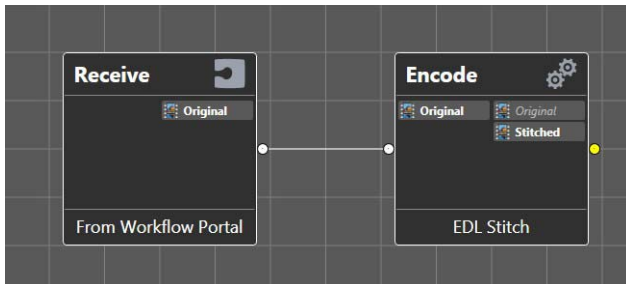 Receive
Original
From Workflow Portal
Encode
Original
Original
Stitched
EDL Stitch